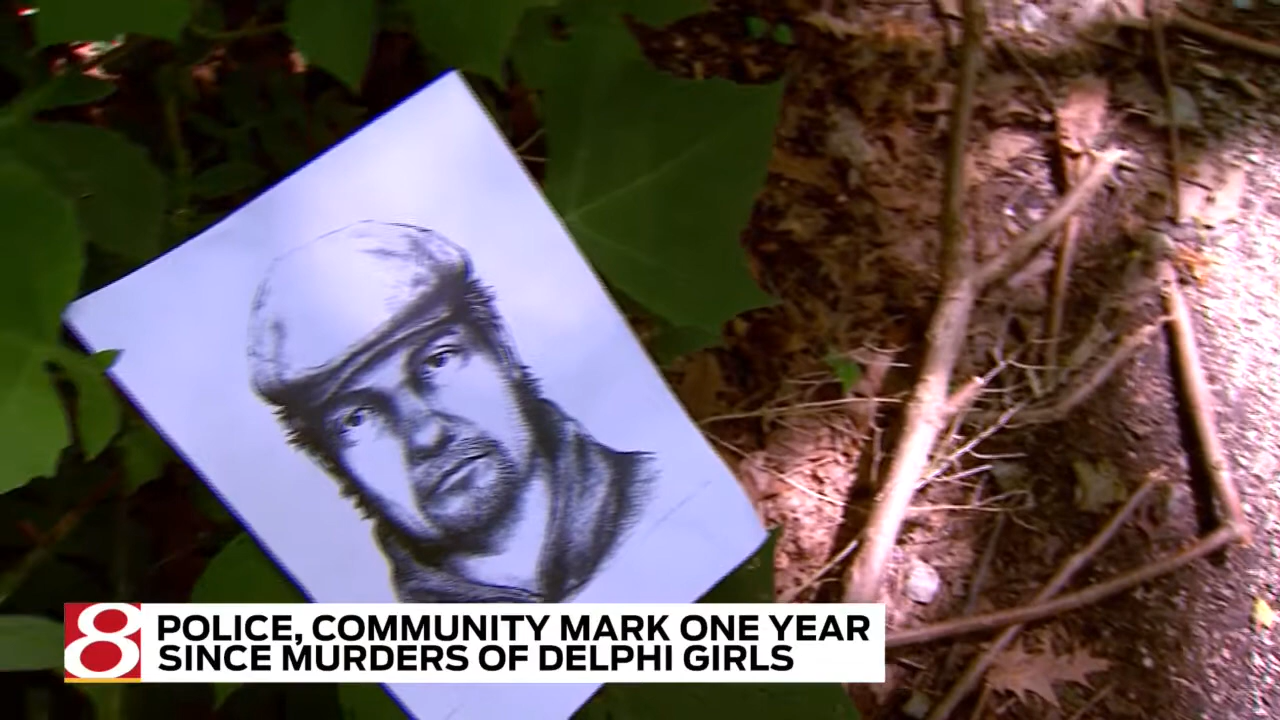 8
POLICE, COMMUNITY MARK ONE YEAR
SINCE MURDERS OF DELPHI GIRLS